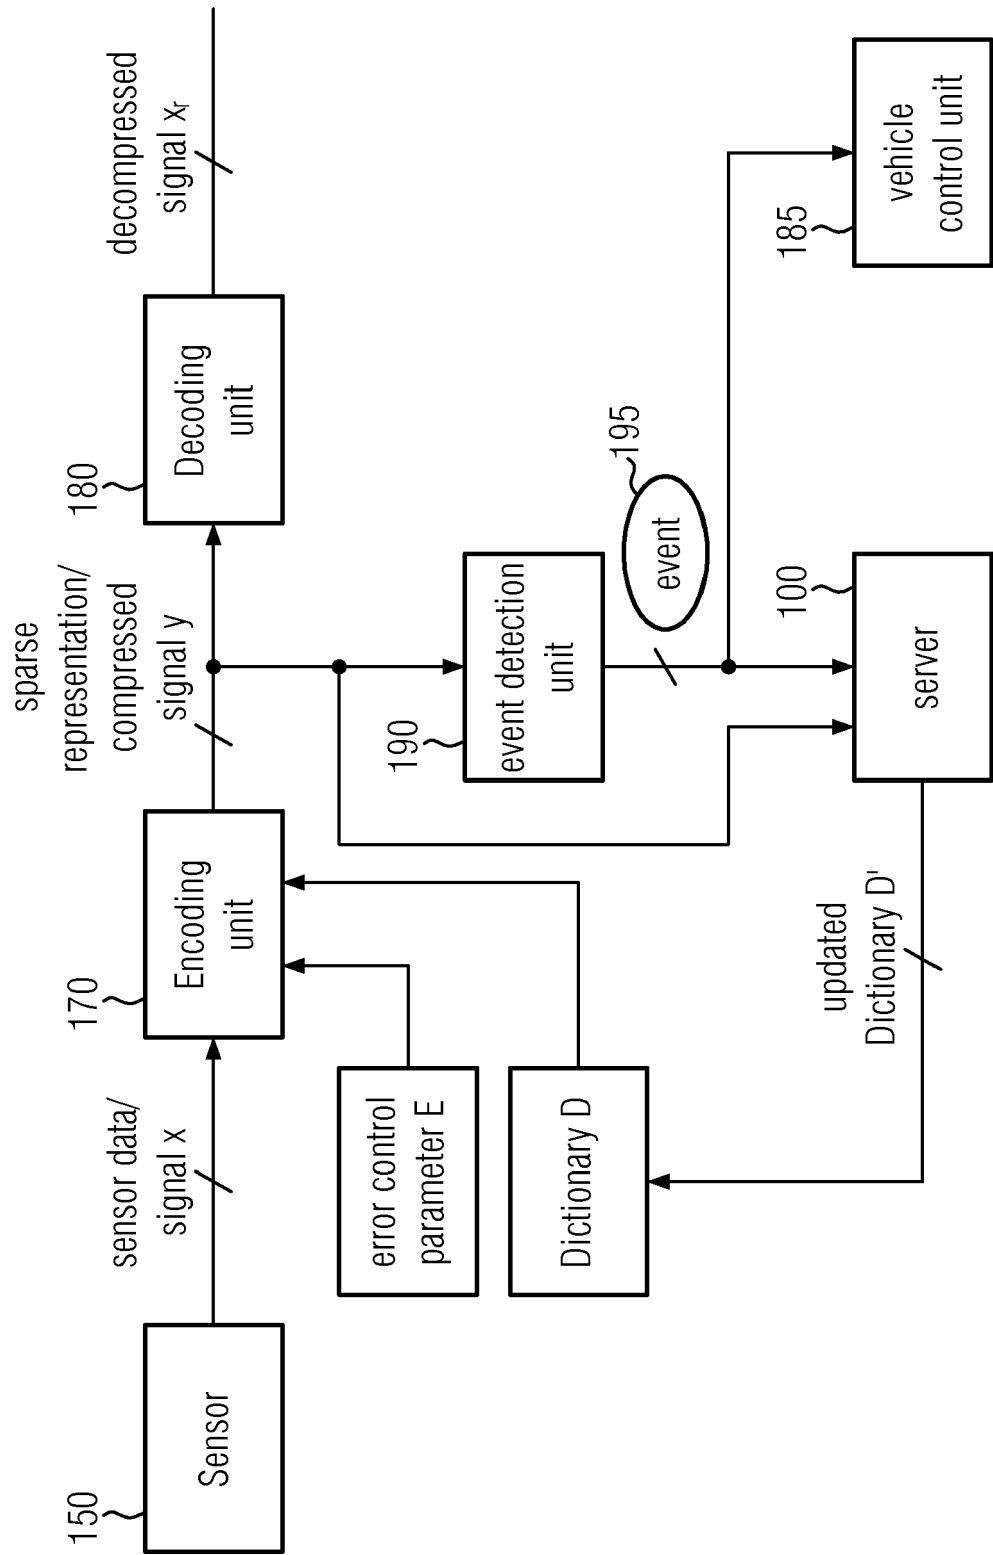 150
Sensor
sensor data/
signal x
170
Encoding
unit
sparse
representation/
compressed
signal y
180
Decoding
unit
decompressed
signal xᵣ
error control
parameter E
Dictionary D
190
event detection
unit
195
event
185
vehicle
control unit
100
server
updated
Dictionary D'